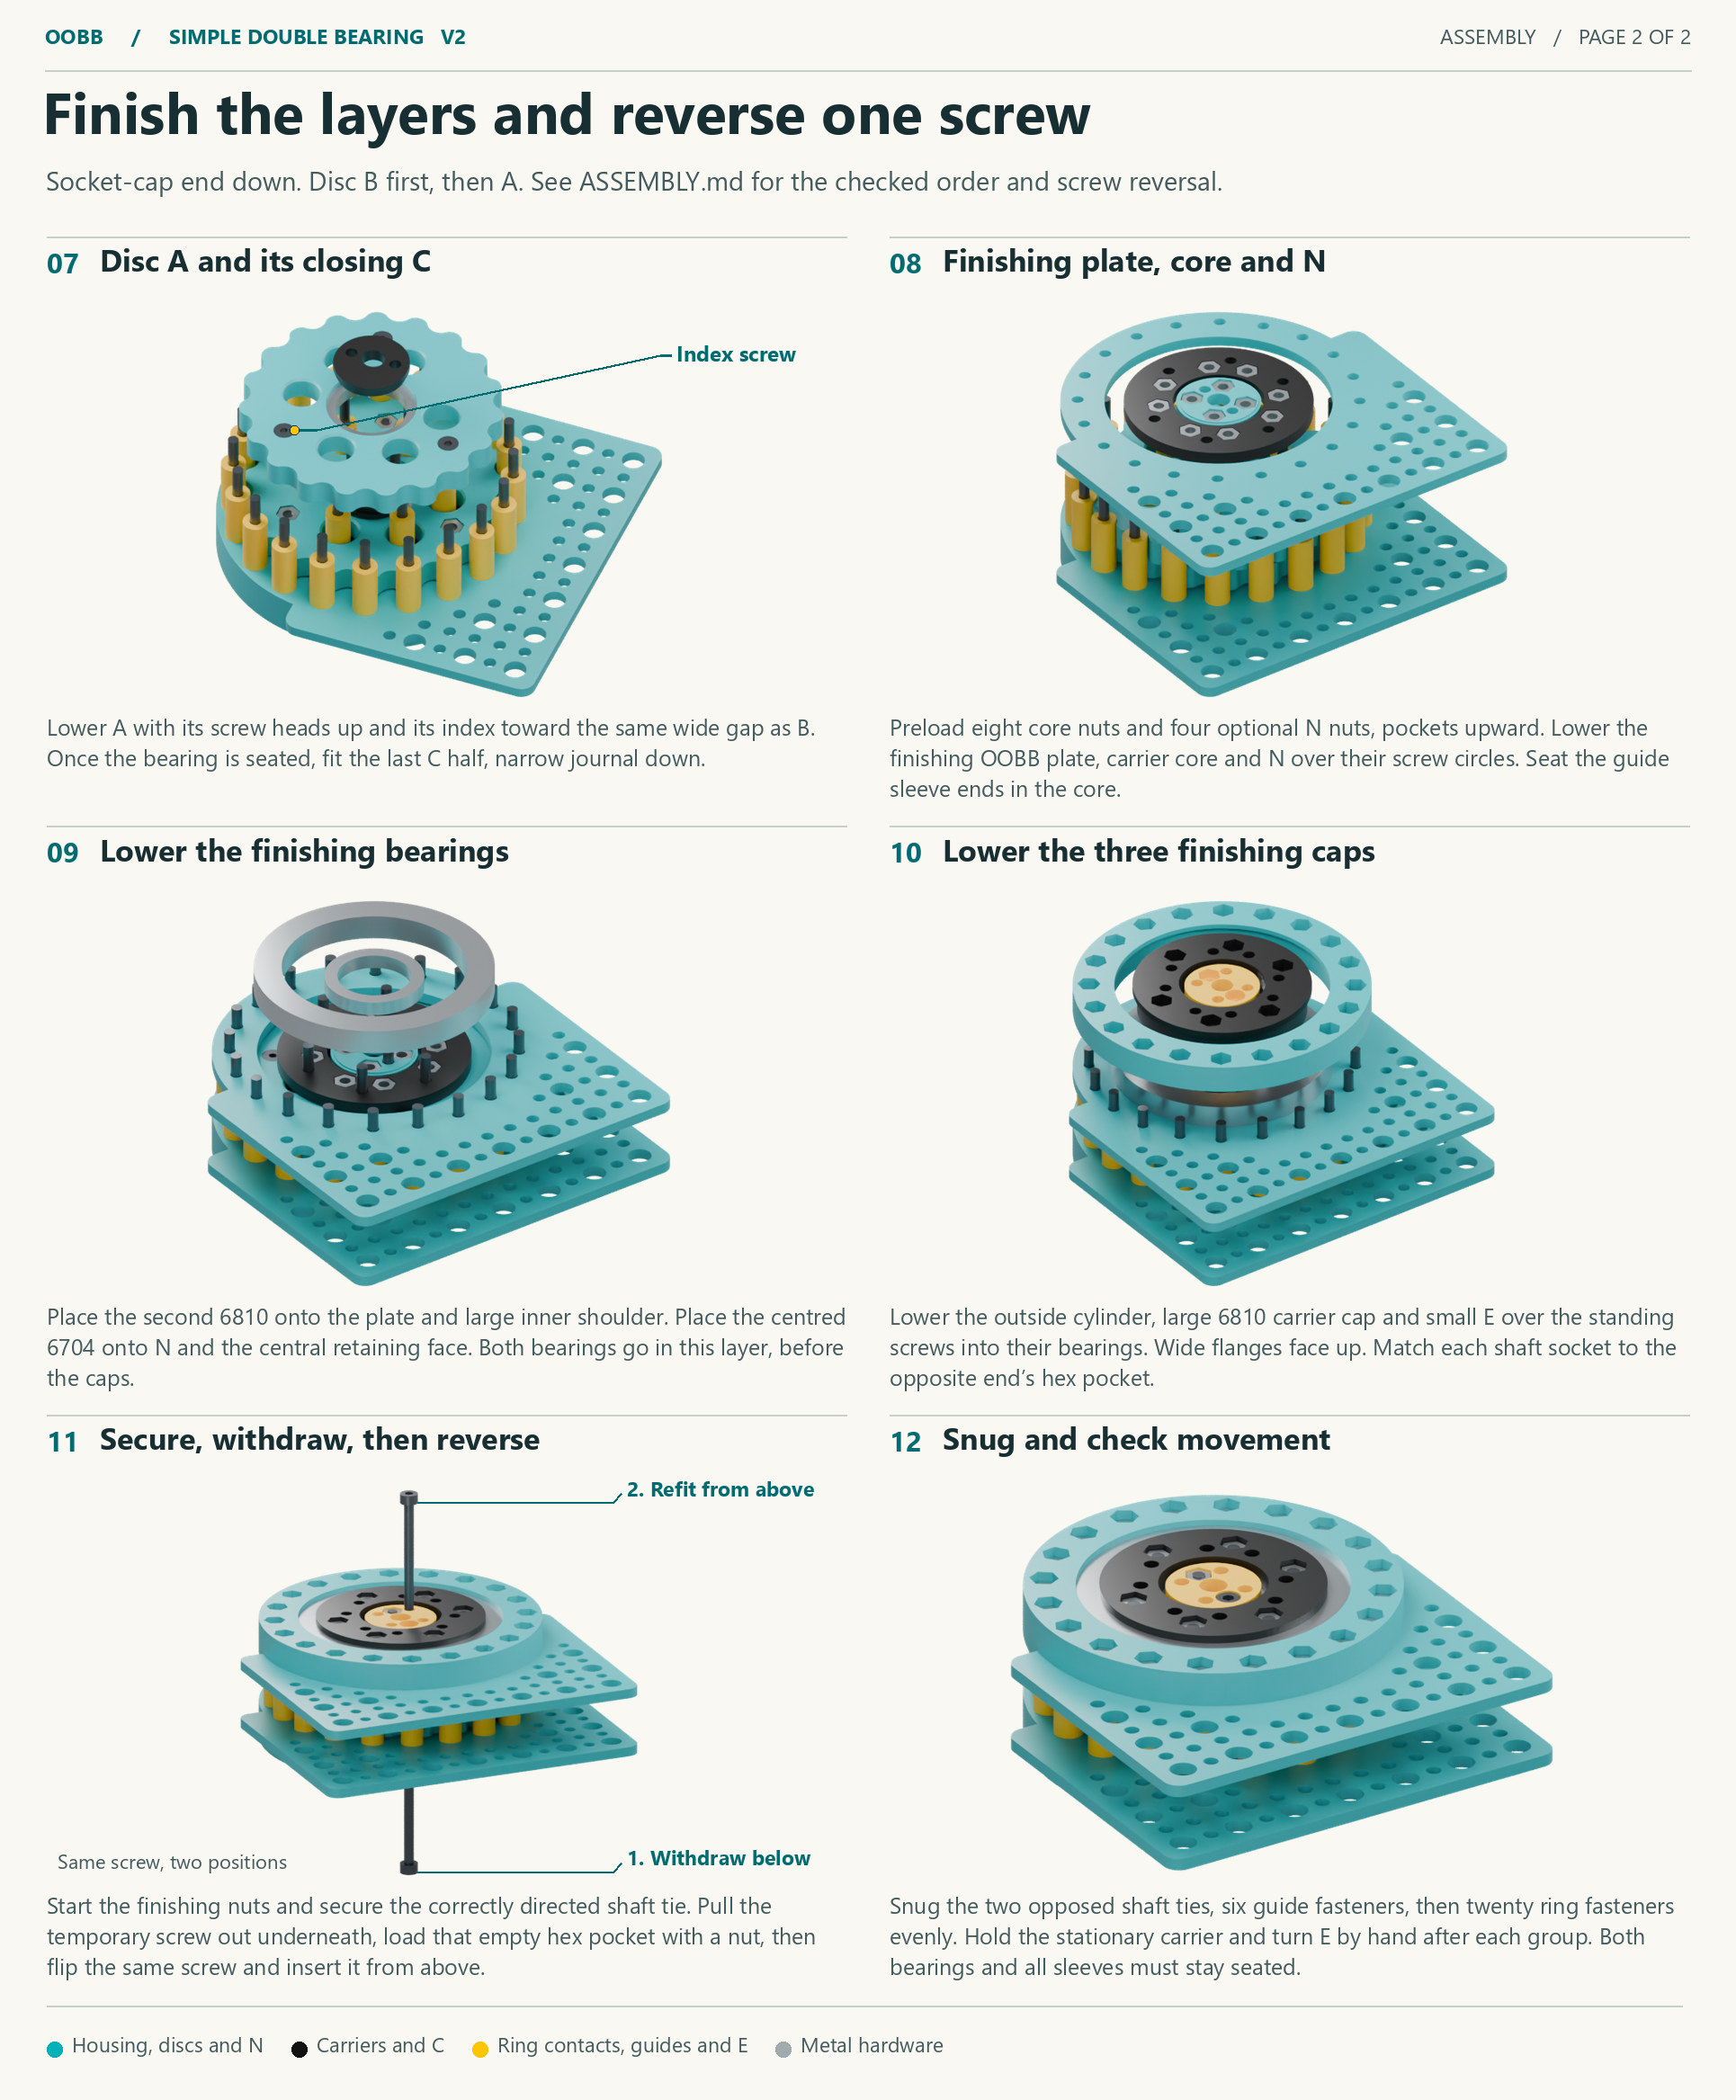 OOBB / SIMPLE DOUBLE BEARING V2
ASSEMBLY / PAGE 2 OF 2
Finish the layers and reverse one screw
Socket-cap end down. Disc B first, then A. See ASSEMBLY.md for the checked order and screw reversal.
07 Disc A and its closing C
Index screw
Lower A with its screw heads up and its index toward the same wide gap as B.
Once the bearing is seated, fit the last C half, narrow journal down.
08 Finishing plate, core and N
Preload eight core nuts and four optional N nuts, pockets upward. Lower the
finishing OOBB plate, carrier core and N over their screw circles. Seat the guide
sleeve ends in the core.
09 Lower the finishing bearings
Place the second 6810 onto the plate and large inner shoulder. Place the centred
6704 onto N and the central retaining face. Both bearings go in this layer, before
the caps.
10 Lower the three finishing caps
Lower the outside cylinder, large 6810 carrier cap and small E over the standing
screws into their bearings. Wide flanges face up. Match each shaft socket to the
opposite end’s hex pocket.
11 Secure, withdraw, then reverse
2. Refit from above
Same screw, two positions
1. Withdraw below
Start the finishing nuts and secure the correctly directed shaft tie. Pull the
temporary screw out underneath, load that empty hex pocket with a nut, then
flip the same screw and insert it from above.
12 Snug and check movement
Snug the two opposed shaft ties, six guide fasteners, then twenty ring fasteners
evenly. Hold the stationary carrier and turn E by hand after each group. Both
bearings and all sleeves must stay seated.
Housing, discs and N
Carriers and C
Ring contacts, guides and E
Metal hardware